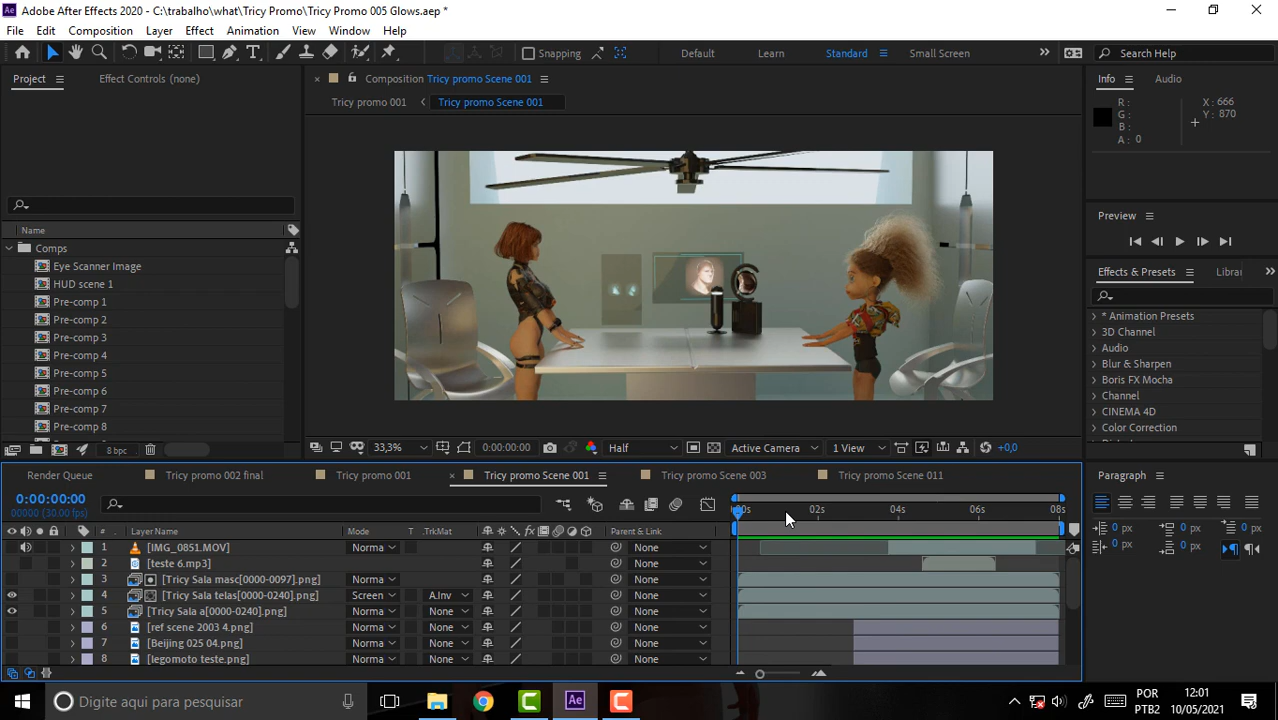 Adobe After Effects 2020 - C:\trabalho\what\Tricy Promo\Tricy Promo 005 Glows.aep *
File Edit Composition Layer Effect Animation View Window Help
Snapping Default Learn Standard Small Screen Search Help
Project Effect Controls (none) Composition Tricy promo Scene 001 Info Audio
Tricy promo 001 Tricy promo Scene 001
R : X : 666
G : Y : 870
B :
A : 0
Preview
Name
Comps
Eye Scanner Image
HUD scene 1
Pre-comp 1
Pre-comp 2
Pre-comp 3
Pre-comp 4
Pre-comp 5
Pre-comp 6
Pre-comp 7
Pre-comp 8
8 bpc
Effects & Presets Librai
* Animation Presets
3D Channel
Audio
Blur & Sharpen
Boris FX Mocha
Channel
CINEMA 4D
Color Correction
33,3% 0:00:00:00 Half Active Camera 1 View +0,0
Render Queue Tricy promo 002 final Tricy promo 001 Tricy promo Scene 001 Tricy promo Scene 003 Tricy promo Scene 011 Paragraph
0:00:00:00
00000 (30.00 fps)
:00s 02s 04s 06s 08s
# Layer Name Mode T TrkMat Parent & Link
1 [IMG_0851.MOV] Norma None
2 [teste 6.mp3] None
3 [Tricy Sala masc[0000-0097].png] Norma None
4 [Tricy Sala telas[0000-0240].png] Screen A.Inv None
5 [Tricy Sala a[0000-0240].png] Norma None None
6 [ref scene 2003 4.png] Norma None None
7 [Beijing 025 04.png] Norma None None
8 [legomoto teste.png] Norma None None
0 px 0 px 0 px
0 px 0 px
Digite aqui para pesquisar
POR
PTB2
12:01
10/05/2021